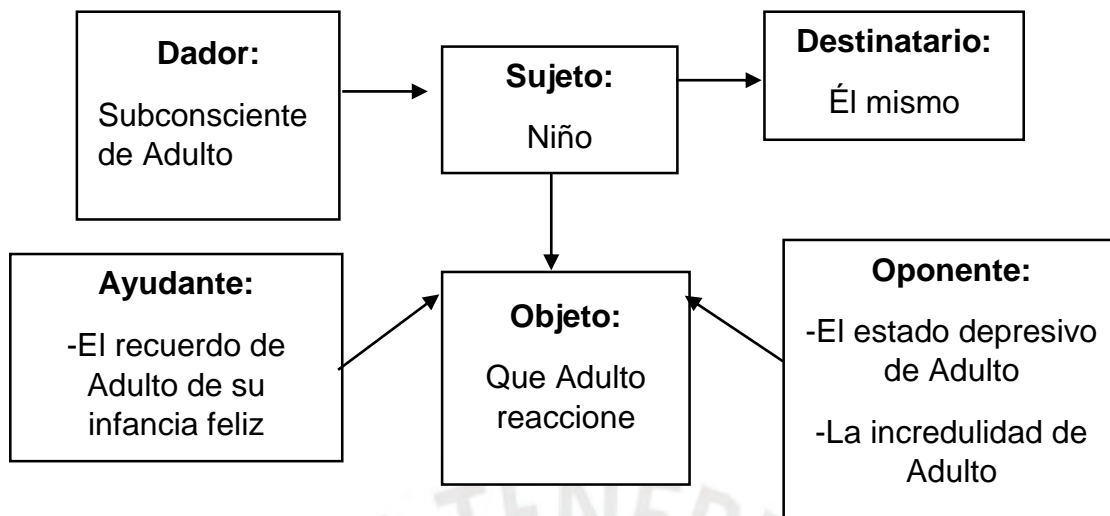 Dador:
Subconsciente
de Adulto
Sujeto:
Niño
Destinatario:
Él mismo
Ayudante:
-El recuerdo de
Adulto de su
infancia feliz
Objeto:
Que Adulto
reaccione
Oponente:
-El estado depresivo
de Adulto
-La incredulidad de
Adulto